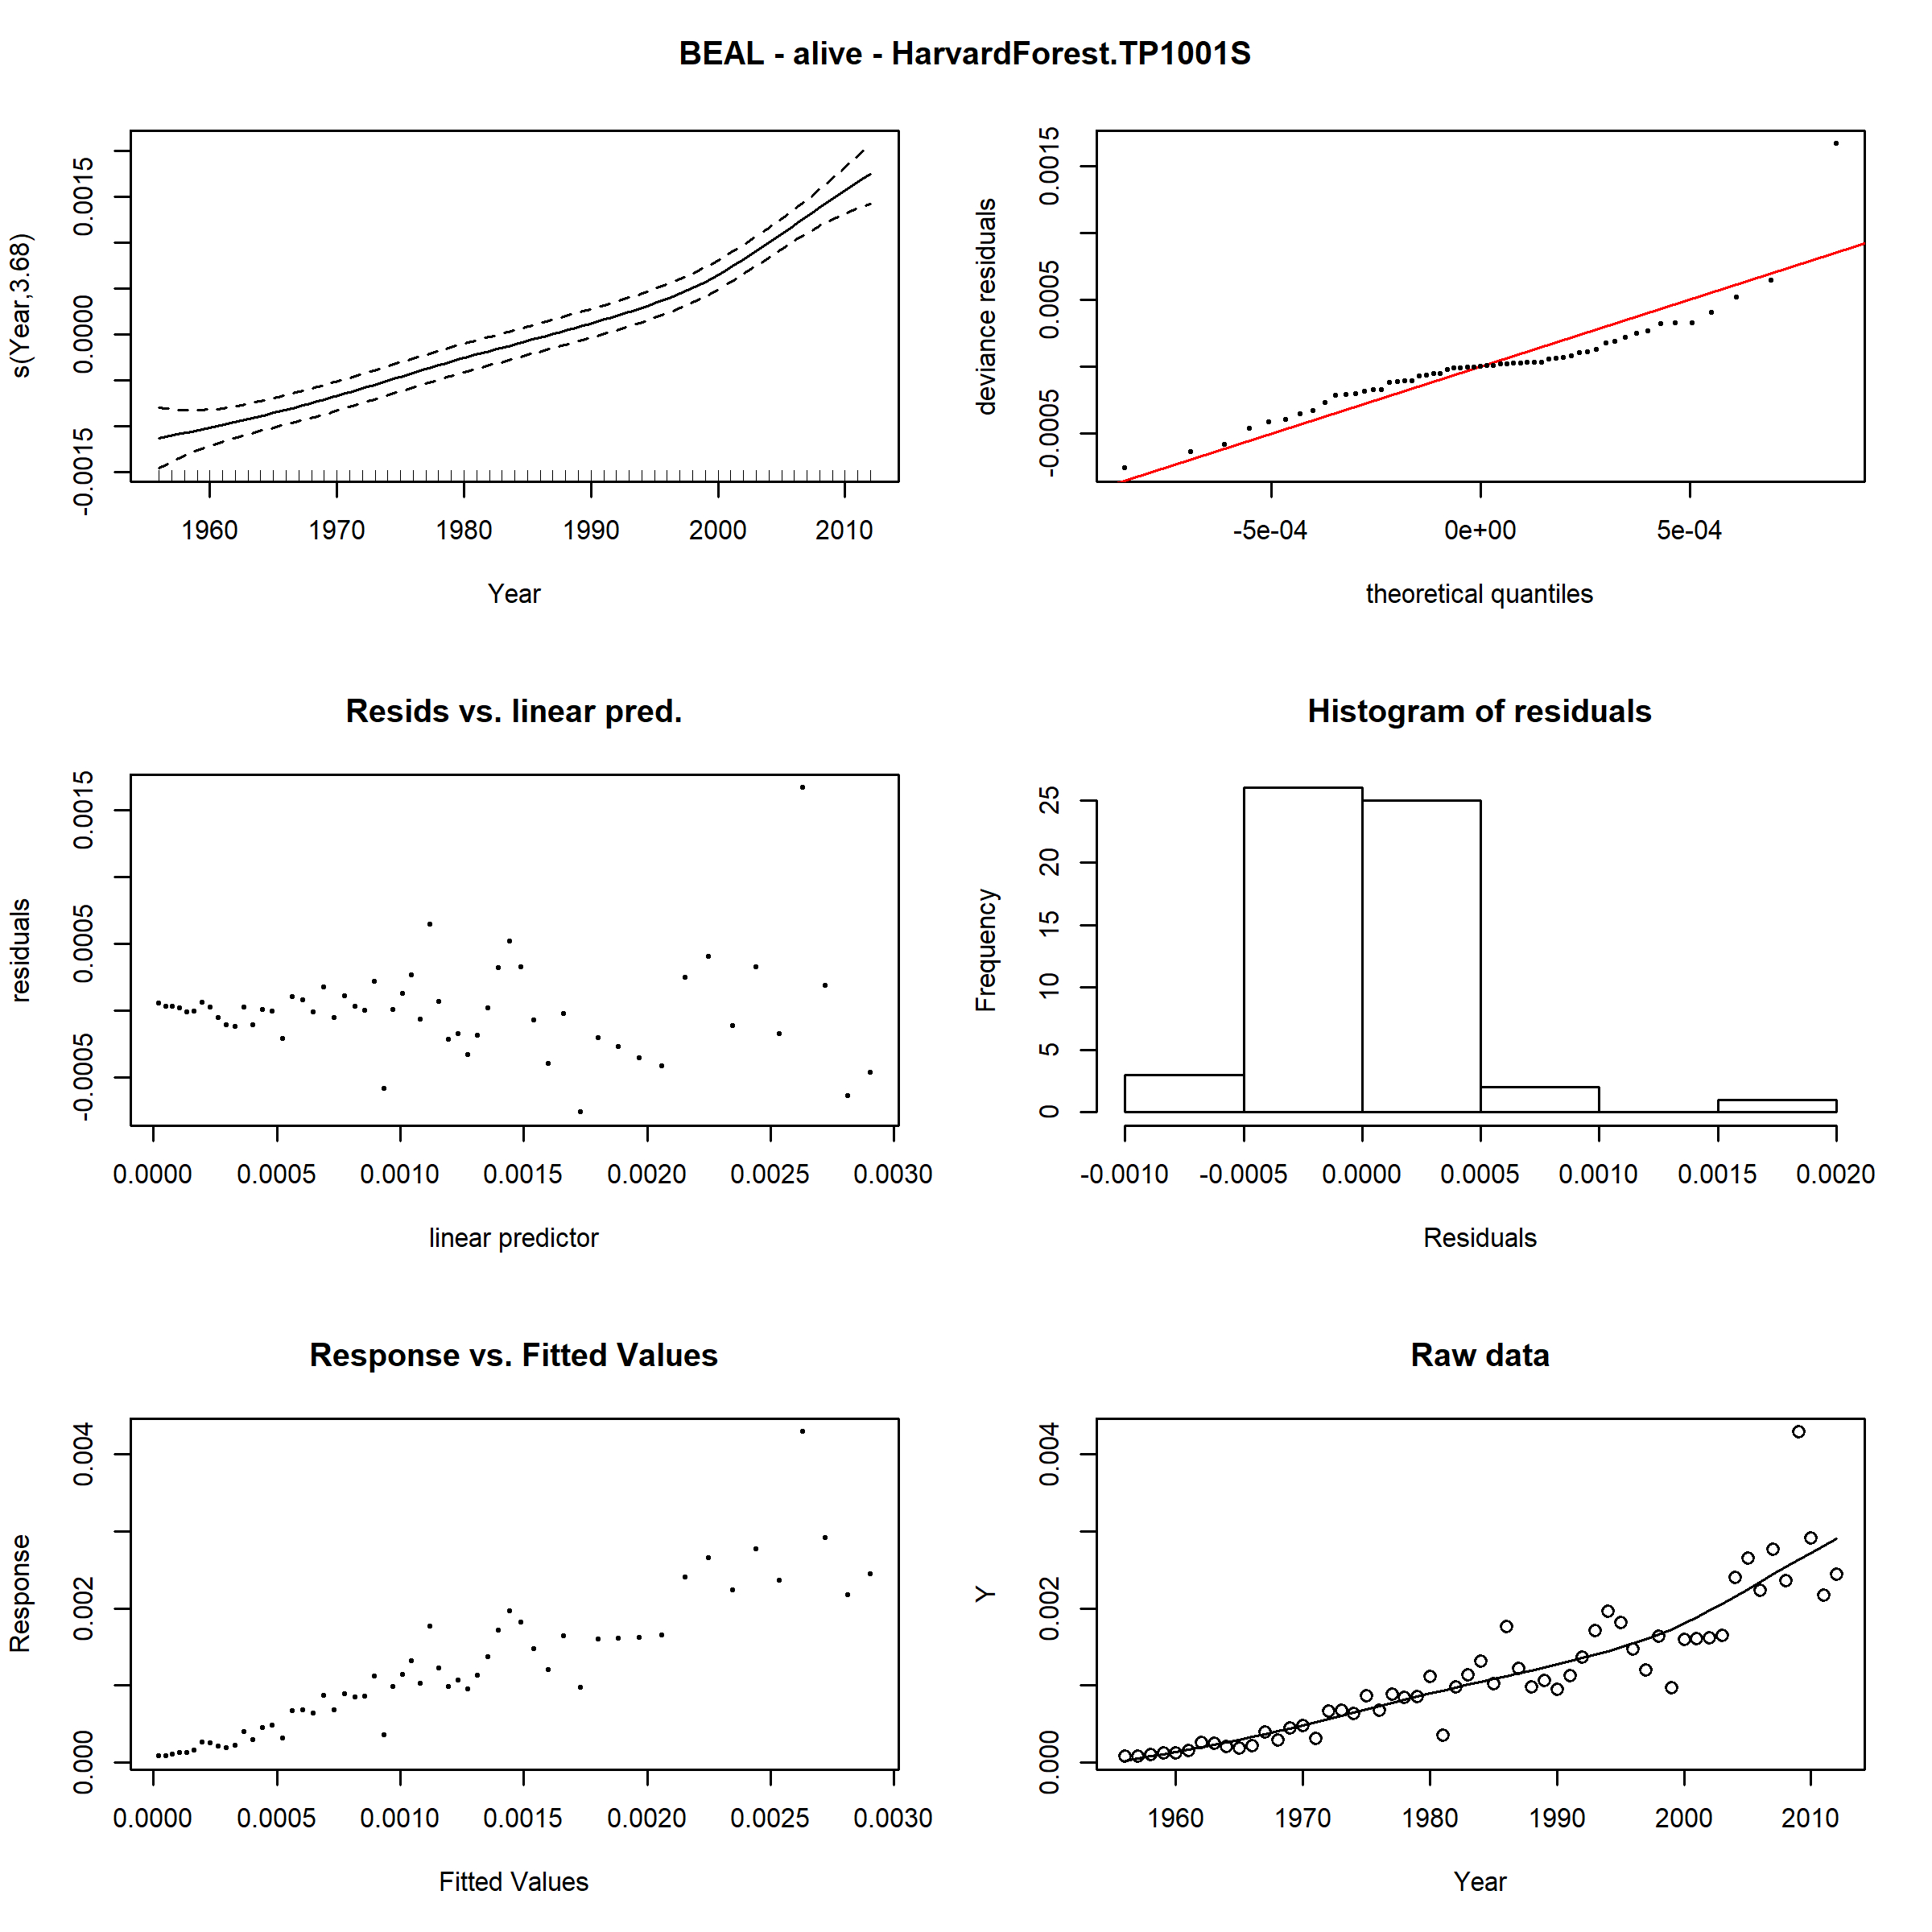 BEAL - alive - HarvardForest.TP1001S
s(Year,3.68)
-0.0015 0.0000 0.0015
1960 1970 1980 1990 2000 2010
Year
deviance residuals
-0.0005 0.0005 0.0015
-5e-04 0e+00 5e-04
theoretical quantiles
Resids vs. linear pred.
residuals
-0.0005 0.0005 0.0015
0.0000 0.0005 0.0010 0.0015 0.0020 0.0025 0.0030
linear predictor
Histogram of residuals
Frequency
0 5 10 15 20 25
-0.0010 -0.0005 0.0000 0.0005 0.0010 0.0015 0.0020
Residuals
Response vs. Fitted Values
Response
0.000 0.002 0.004
0.0000 0.0005 0.0010 0.0015 0.0020 0.0025 0.0030
Fitted Values
Raw data
Y
0.000 0.002 0.004
1960 1970 1980 1990 2000 2010
Year